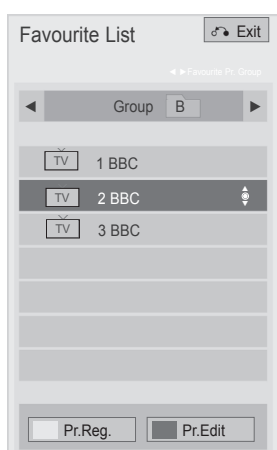 Favourite List Exit
◄ ►Favourite Pr. Group
◄ Group B ►
TV 1 BBC
TV 2 BBC
TV 3 BBC
Pr.Reg. Pr.Edit